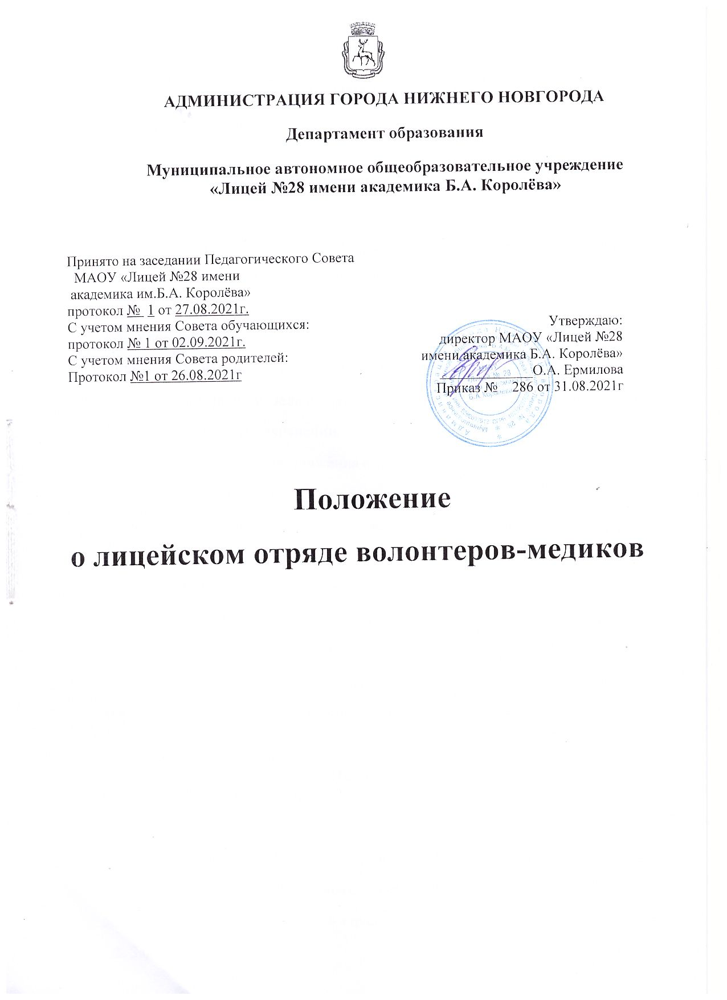 АДМИНИСТРАЦИЯ ГОРОДА НИЖНЕГО НОВГОРОДА
Департамент образования
Муниципальное автономное общеобразовательное учреждение
«Лицей №28 имени академика Б.А. Королёва»
Принято на заседании Педагогического Совета
МАОУ «Лицей №28 имени
академика им.Б.А. Королёва»
протокол № 1 от 27.08.2021г.
С учетом мнения Совета обучающихся:
протокол № 1 от 02.09.2021г.
С учетом мнения Совета родителей:
Протокол №1 от 26.08.2021г
Утверждаю:
директор МАОУ «Лицей №28
имени академика Б.А. Королёва»
____________О.А. Ермилова
Приказ № 286 от 31.08.2021г
Положение
о лицейском отряде волонтеров-медиков